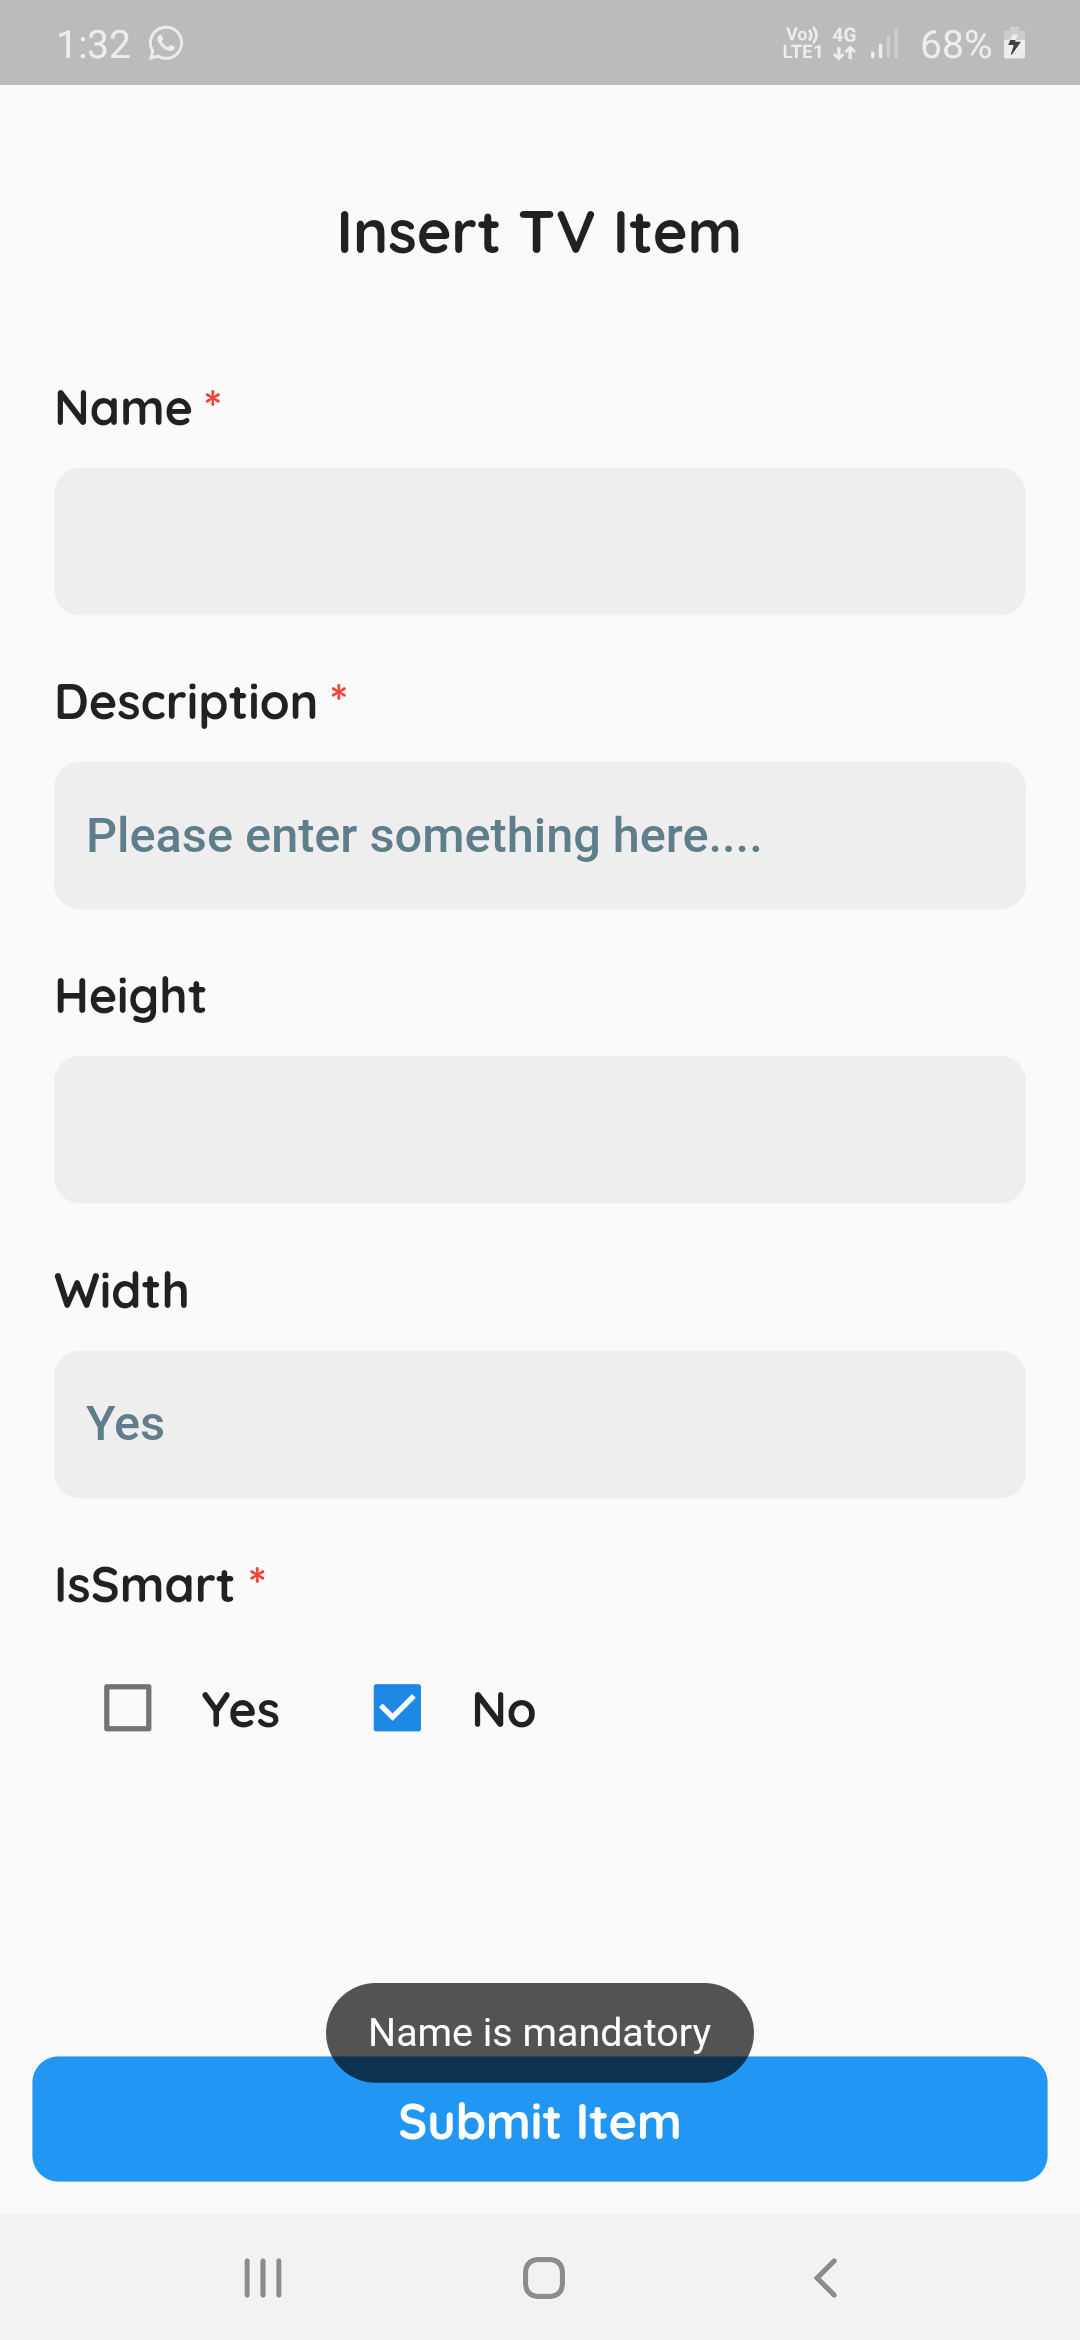 1:32 Vo)) LTE1 4G 68%
Insert TV Item
Name *
Description *
Please enter something here....
Height
Width
Yes
IsSmart *
Yes No
Name is mandatory
Submit Item